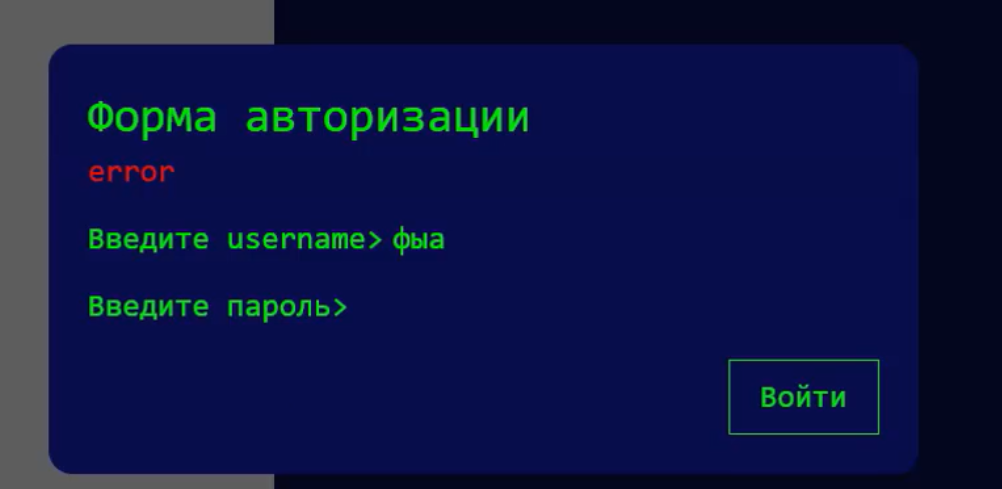 Форма авторизации
error
Введите username> фыа
Введите пароль>
Войти